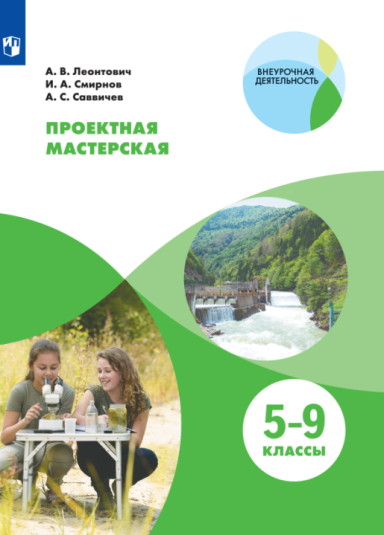 А. В. Леонтович
И. А. Смирнов
А. С. Саввичев
ПРОЕКТНАЯ
МАСТЕРСКАЯ
ВНЕУРОЧНАЯ
ДЕЯТЕЛЬНОСТЬ
5–9
КЛАССЫ